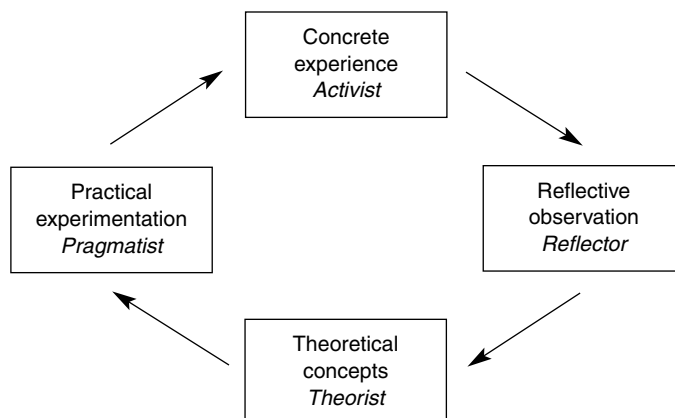 Concrete
experience
Activist
Practical
experimentation
Pragmatist
Reflective
observation
Reflector
Theoretical
concepts
Theorist